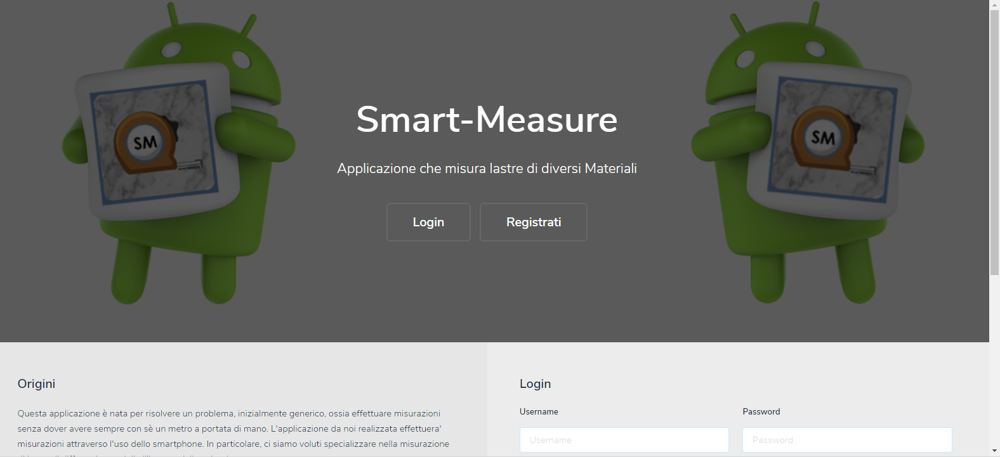 Smart-Measure
Applicazione che misura lastre di diversi Materiali
Login
Registrati
SM
SM
Origini
Questa applicazione è nata per risolvere un problema, inizialmente generico, ossia effettuare misurazioni
senza dover avere sempre con sè un metro a portata di mano. L'applicazione da noi realizzata effettuera'
misurazioni attraverso l'uso dello smartphone. In particolare, ci siamo voluti specializzare nella misurazione
Login
Username
Password
Username
Password